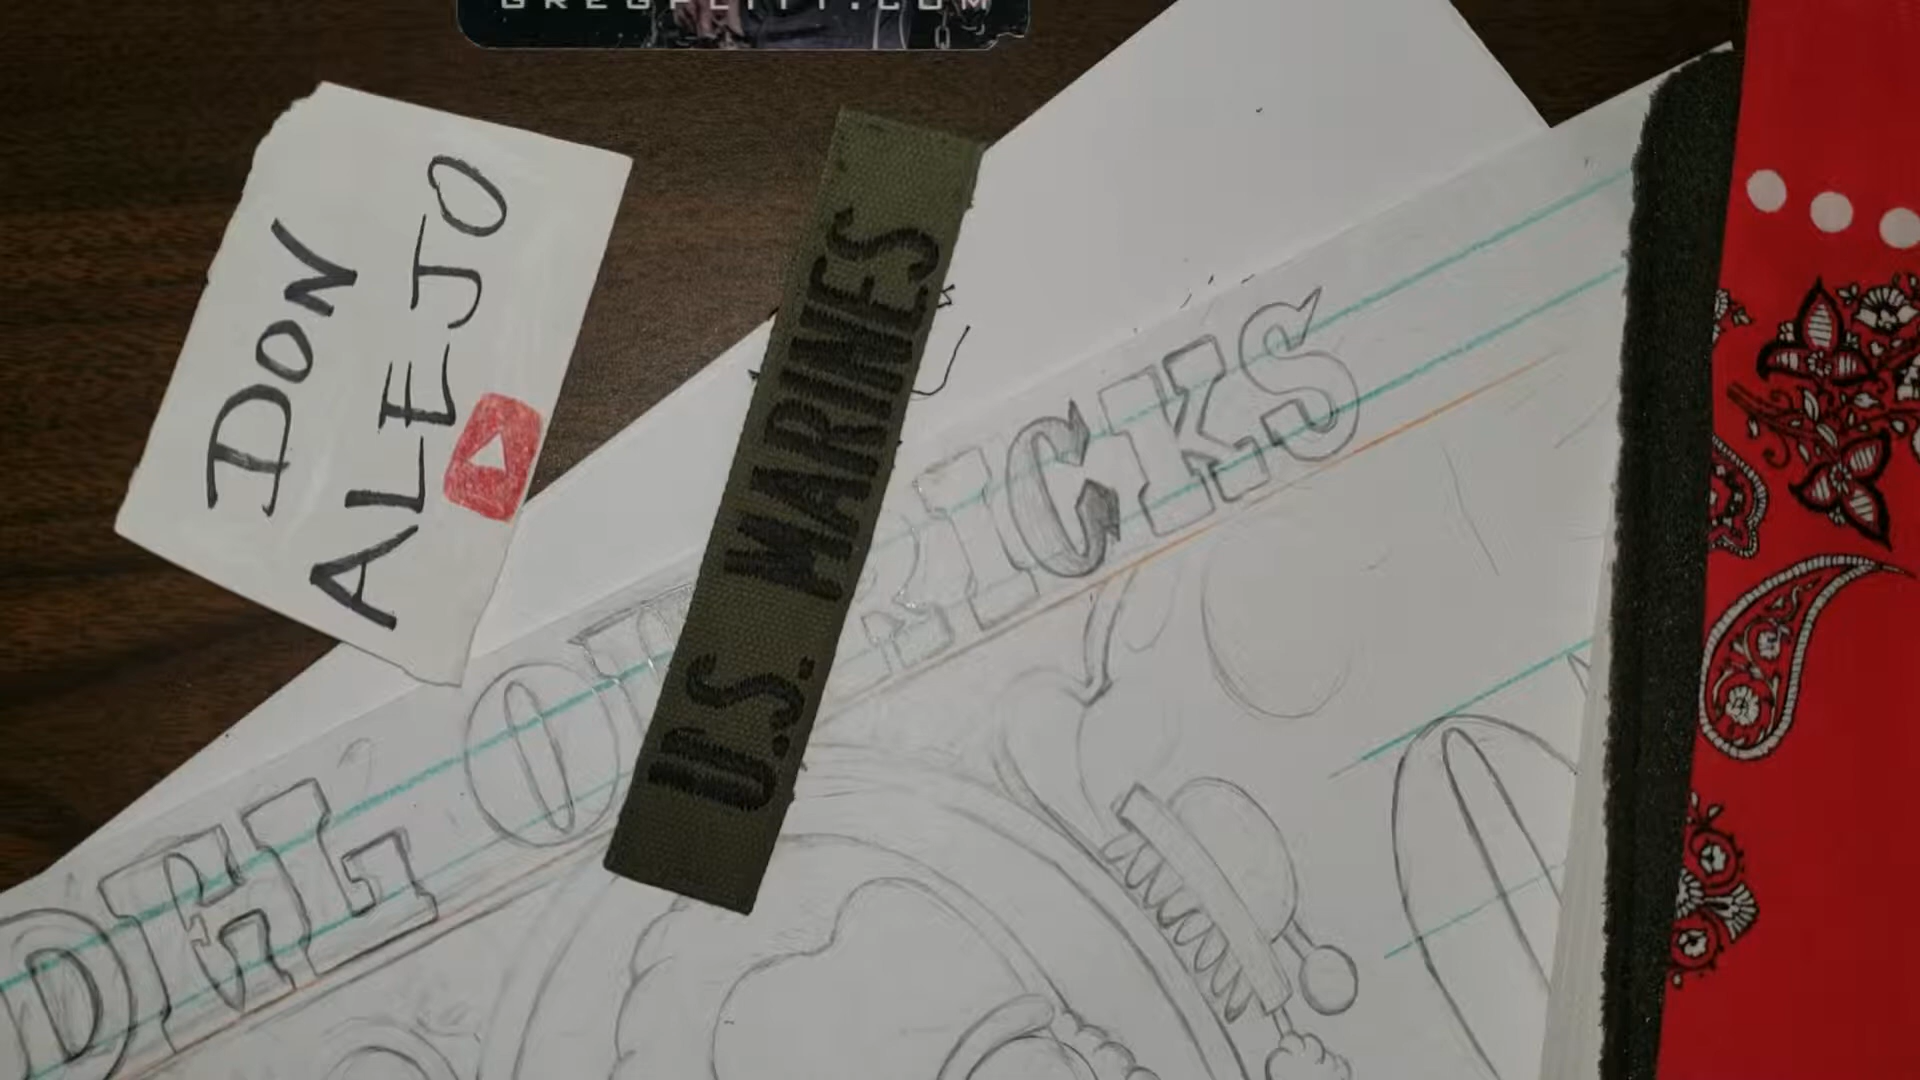 GREGPLITT.COM
DON
ALEJO
U.S. MARINES
DEL
RICKS